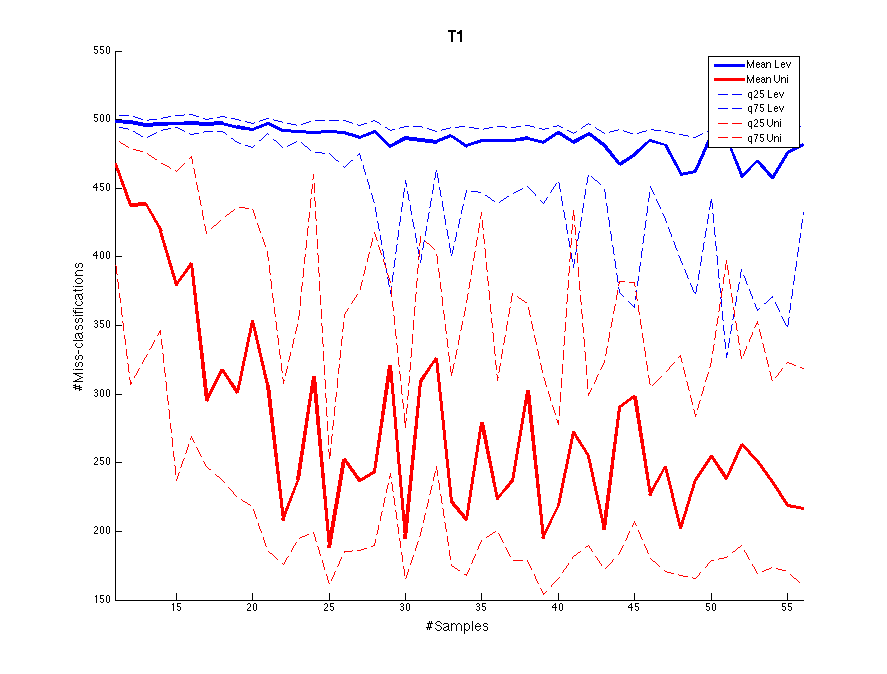 T1
550
500
450
400
350
300
250
200
150
#Miss-classifications
Mean Lev
Mean Uni
q25 Lev
q75 Lev
q25 Uni
q75 Uni
15 20 25 30 35 40 45 50 55
#Samples